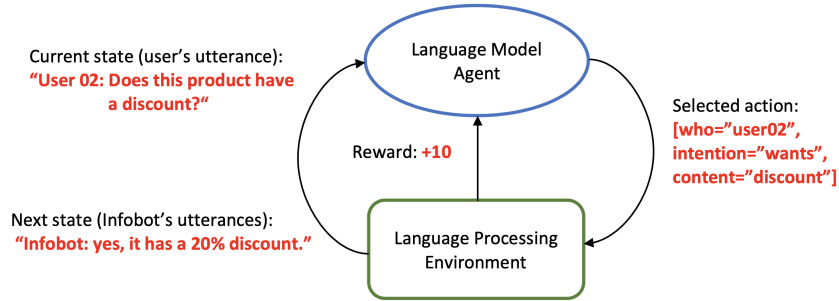 Language Model
Agent
Current state (user’s utterance):
“User 02: Does this product have
a discount?“
Reward: +10
Selected action:
[who=”user02”,
intention=”wants”,
content=”discount”]
Next state (Infobot’s utterances):
“Infobot: yes, it has a 20% discount.”
Language Processing
Environment